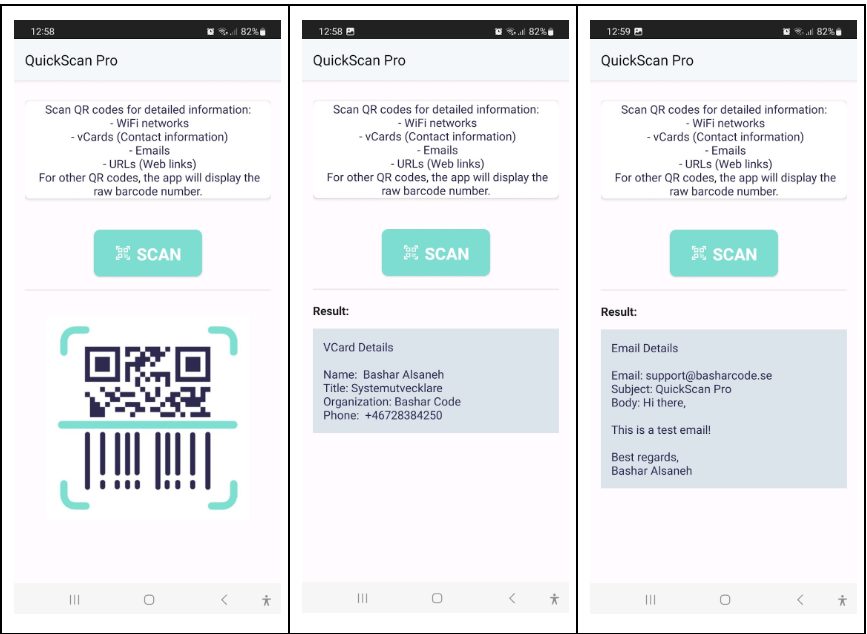 12:58 82%
QuickScan Pro
Scan QR codes for detailed information:
- WiFi networks
- vCards (Contact information)
- Emails
- URLs (Web links)
For other QR codes, the app will display the
raw barcode number.
SCAN
12:58 82%
QuickScan Pro
Scan QR codes for detailed information:
- WiFi networks
- vCards (Contact information)
- Emails
- URLs (Web links)
For other QR codes, the app will display the
raw barcode number.
SCAN
Result:
VCard Details
Name:  Bashar Alsaneh
Title: Systemutvecklare
Organization: Bashar Code
Phone:  +46728384250
12:59 82%
QuickScan Pro
Scan QR codes for detailed information:
- WiFi networks
- vCards (Contact information)
- Emails
- URLs (Web links)
For other QR codes, the app will display the
raw barcode number.
SCAN
Result:
Email Details
Email: support@basharcode.se
Subject: QuickScan Pro
Body: Hi there,
This is a test email!
Best regards,
Bashar Alsaneh